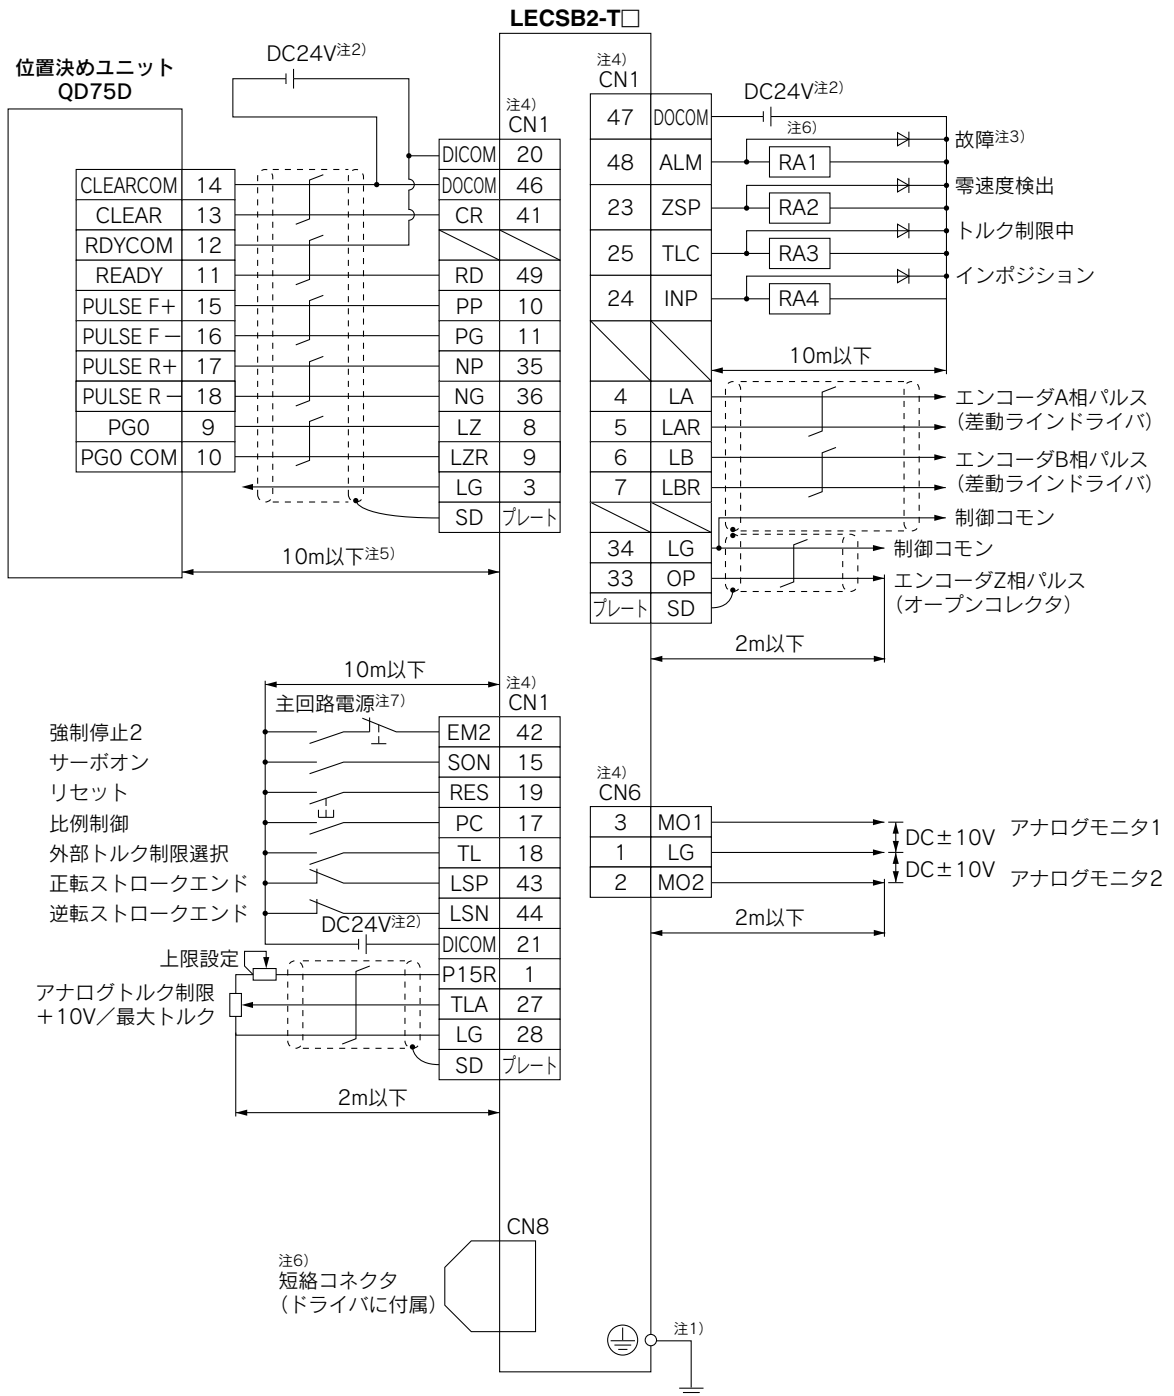 LECSB2-T□
位置決めユニット
QD75D
DC24V注2)
注4)
CN1
DICOM 20
CLEARCOM 14 DOCOM 46
CLEAR 13 CR 41
RDYCOM 12
READY 11 RD 49
PULSE F＋ 15 PP 10
PULSE F－ 16 PG 11
PULSE R＋ 17 NP 35
PULSE R－ 18 NG 36
PG0 9 LZ 8
PG0 COM 10 LZR 9
LG 3
SD プレート
10m以下注5)
注4)
CN1
DC24V注2)
47 DOCOM
注6)
48 ALM RA1 故障注3)
23 ZSP RA2 零速度検出
25 TLC RA3 トルク制限中
24 INP RA4 インポジション
10m以下
4 LA エンコーダA相パルス
5 LAR （差動ラインドライバ）
6 LB エンコーダB相パルス
7 LBR （差動ラインドライバ）
制御コモン
34 LG 制御コモン
33 OP エンコーダZ相パルス
プレート SD （オープンコレクタ）
2m以下
10m以下
注4)
CN1
主回路電源注7)
強制停止2 EM2 42
サーボオン SON 15
リセット RES 19
比例制御 PC 17
外部トルク制限選択 TL 18
正転ストロークエンド LSP 43
逆転ストロークエンド LSN 44
DC24V注2)
DICOM 21
上限設定
P15R 1
アナログトルク制限
＋10V／最大トルク
TLA 27
LG 28
SD プレート
2m以下
注4)
CN6
3 MO1 アナログモニタ1
DC±10V
1 LG
DC±10V
2 MO2 アナログモニタ2
2m以下
CN8
注6)
短絡コネクタ
（ドライバに付属）
注1)